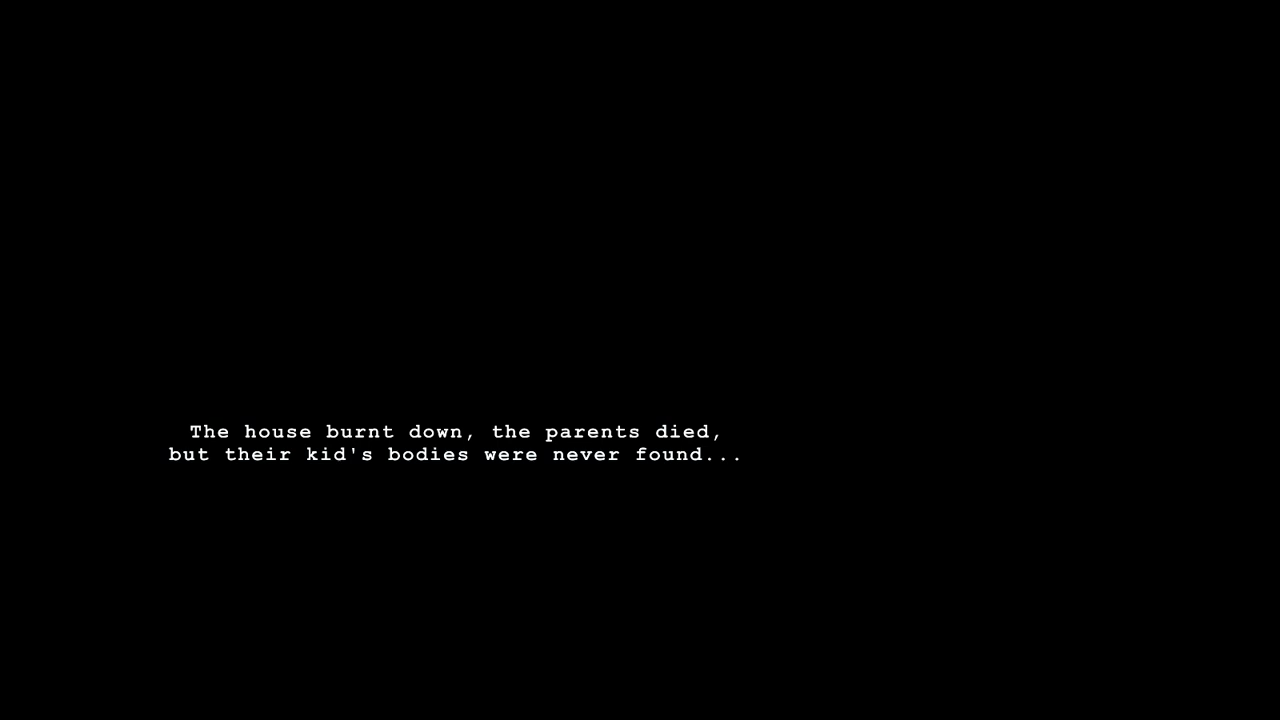 The house burnt down, the parents died,
but their kid's bodies were never found...